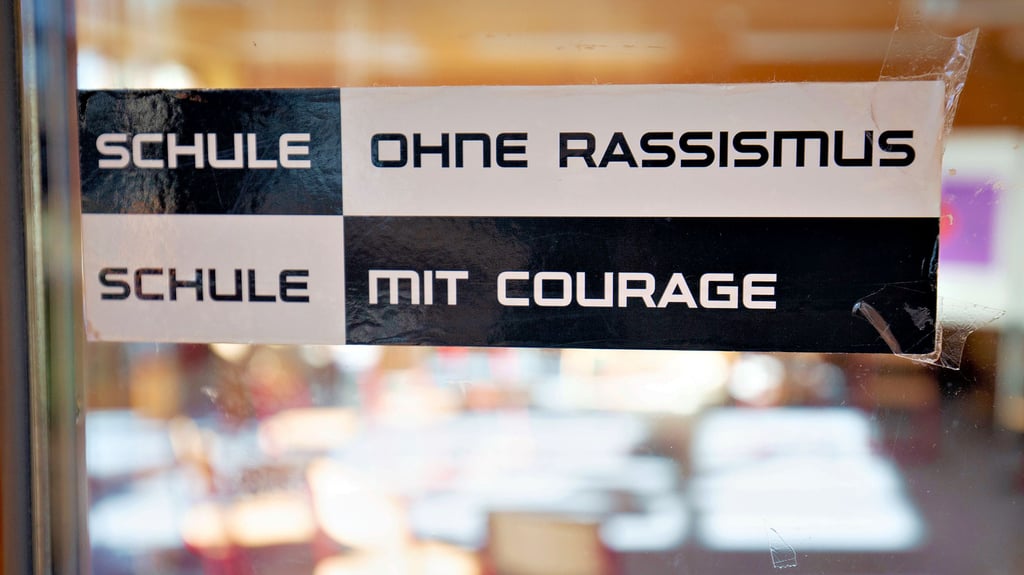 SCHULE OHNE RASSISMUS
SCHULE MIT COURAGE